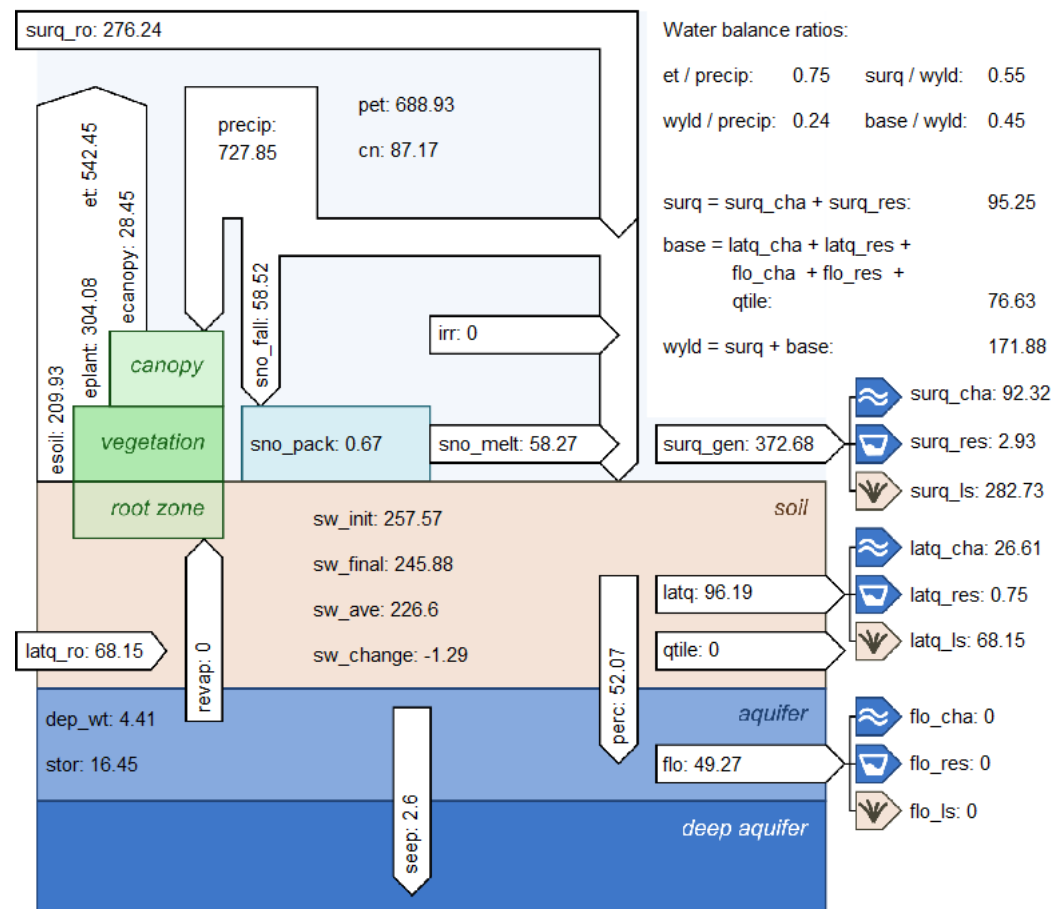 surq_ro: 276.24
Water balance ratios:
et / precip: 0.75 surq / wyld: 0.55
wyld / precip: 0.24 base / wyld: 0.45
surq = surq_cha + surq_res: 95.25
base = latq_cha + latq_res +
flo_cha + flo_res +
qtile: 76.63
wyld = surq + base: 171.88
pet: 688.93
cn: 87.17
precip:
727.85
et: 542.45
ecanopy: 28.45
eplant: 304.08
esoil: 209.93
sno_fall: 58.52
irr: 0
canopy
vegetation
root zone
sno_pack: 0.67
sno_melt: 58.27
surq_gen: 372.68
surq_cha: 92.32
surq_res: 2.93
surq_ls: 282.73
soil
sw_init: 257.57
sw_final: 245.88
sw_ave: 226.6
sw_change: -1.29
latq_ro: 68.15
revap: 0
perc: 52.07
latq: 96.19
latq_cha: 26.61
latq_res: 0.75
latq_ls: 68.15
qtile: 0
dep_wt: 4.41
stor: 16.45
aquifer
flo: 49.27
flo_cha: 0
flo_res: 0
flo_ls: 0
seep: 2.6
deep aquifer